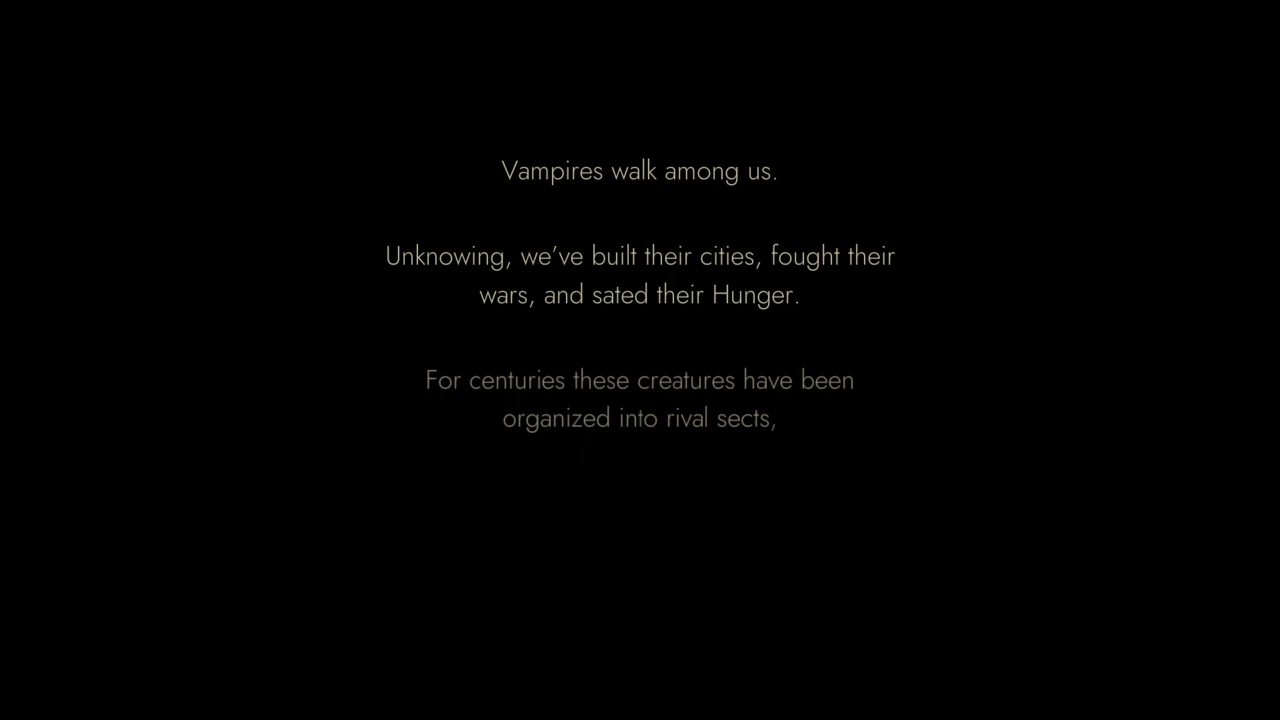 Vampires walk among us.
Unknowing, we’ve built their cities, fought their
wars, and sated their Hunger.
For centuries these creatures have been
organized into rival sects,